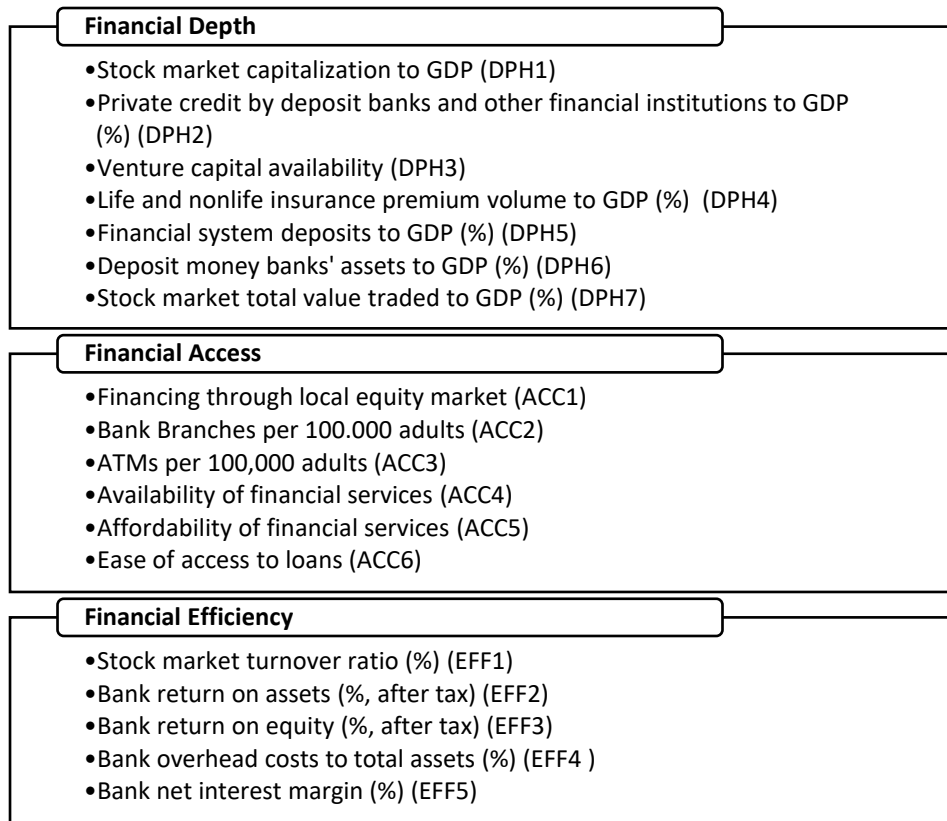 Financial Depth
•Stock market capitalization to GDP (DPH1)
•Private credit by deposit banks and other financial institutions to GDP
(%) (DPH2)
•Venture capital availability (DPH3)
•Life and nonlife insurance premium volume to GDP (%)  (DPH4)
•Financial system deposits to GDP (%) (DPH5)
•Deposit money banks' assets to GDP (%) (DPH6)
•Stock market total value traded to GDP (%) (DPH7)
Financial Access
•Financing through local equity market (ACC1)
•Bank Branches per 100.000 adults (ACC2)
•ATMs per 100,000 adults (ACC3)
•Availability of financial services (ACC4)
•Affordability of financial services (ACC5)
•Ease of access to loans (ACC6)
Financial Efficiency
•Stock market turnover ratio (%) (EFF1)
•Bank return on assets (%, after tax) (EFF2)
•Bank return on equity (%, after tax) (EFF3)
•Bank overhead costs to total assets (%) (EFF4 )
•Bank net interest margin (%) (EFF5)